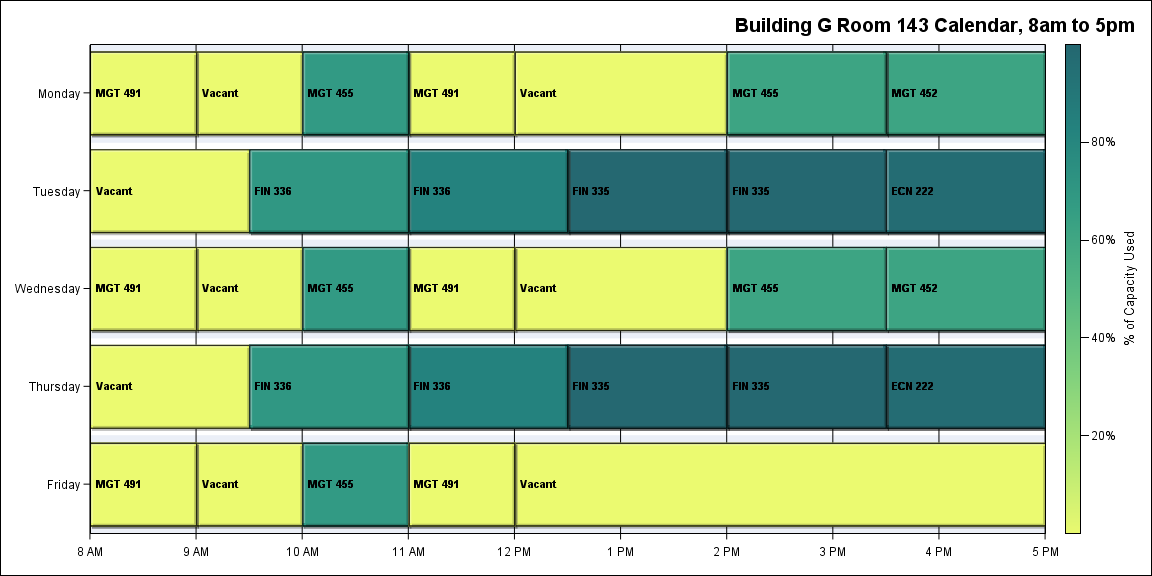 Building G Room 143 Calendar, 8am to 5pm
Monday
MGT 491
Vacant
MGT 455
MGT 491
Vacant
MGT 455
MGT 452
Tuesday
Vacant
FIN 336
FIN 336
FIN 335
FIN 335
ECN 222
Wednesday
MGT 491
Vacant
MGT 455
MGT 491
Vacant
MGT 455
MGT 452
Thursday
Vacant
FIN 336
FIN 336
FIN 335
FIN 335
ECN 222
Friday
MGT 491
Vacant
MGT 455
MGT 491
Vacant
8 AM
9 AM
10 AM
11 AM
12 PM
1 PM
2 PM
3 PM
4 PM
5 PM
80%
60%
40%
20%
% of Capacity Used